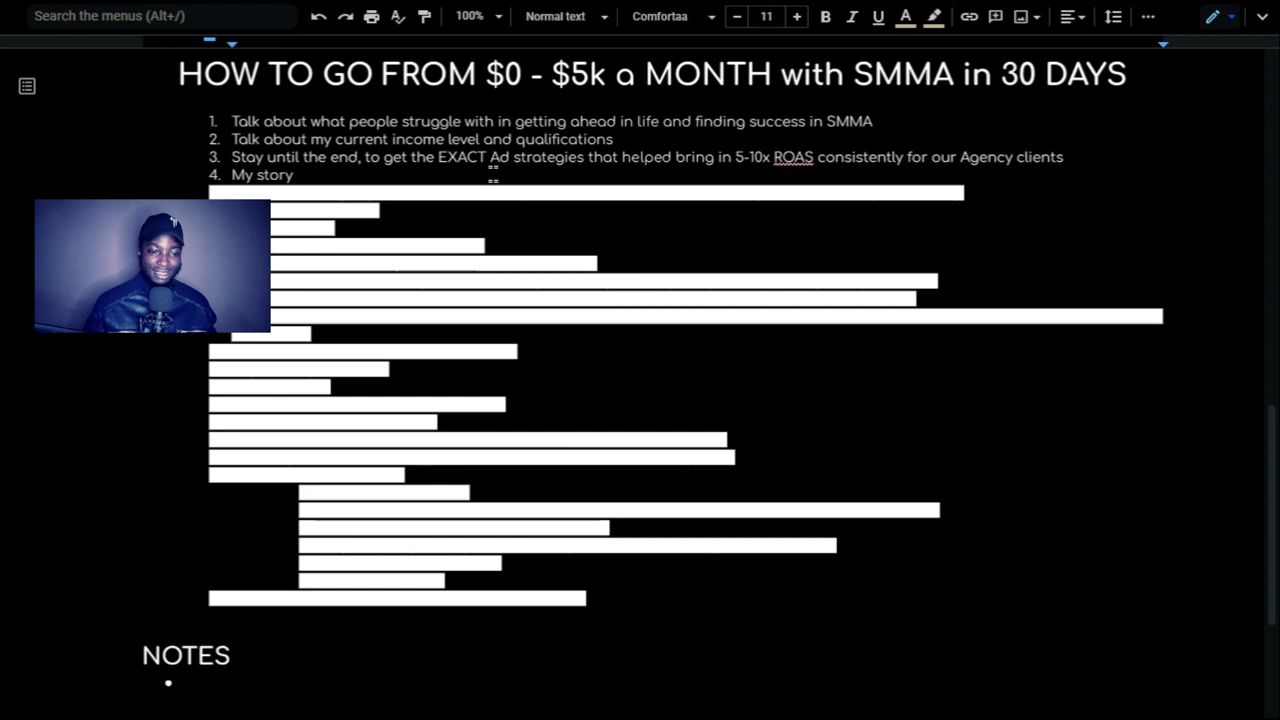 Search the menus (Alt+/)
100%
Normal text
Comfortaa
11
B
I
U
A
HOW TO GO FROM $0 - $5k a MONTH with SMMA in 30 DAYS
1. Talk about what people struggle with in getting ahead in life and finding success in SMMA
2. Talk about my current income level and qualifications
3. Stay until the end, to get the EXACT Ad strategies that helped bring in 5-10x ROAS consistently for our Agency clients
4. My story
NOTES